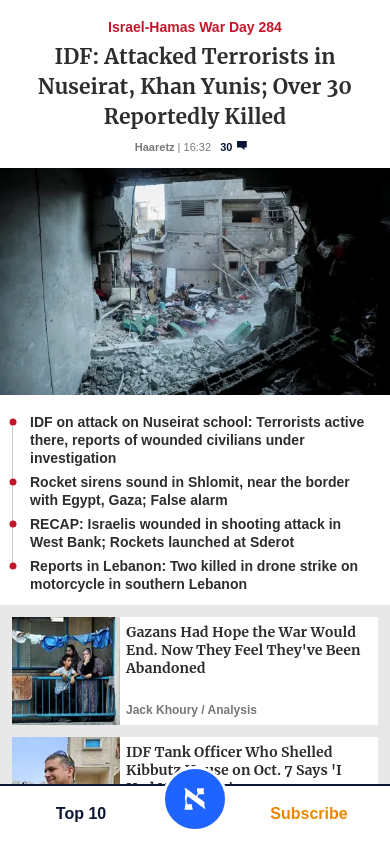 Israel-Hamas War Day 284
IDF: Attacked Terrorists in
Nuseirat, Khan Yunis; Over 30
Reportedly Killed
Haaretz | 16:32 30
IDF on attack on Nuseirat school: Terrorists active
there, reports of wounded civilians under
investigation
Rocket sirens sound in Shlomit, near the border
with Egypt, Gaza; False alarm
RECAP: Israelis wounded in shooting attack in
West Bank; Rockets launched at Sderot
Reports in Lebanon: Two killed in drone strike on
motorcycle in southern Lebanon
Gazans Had Hope the War Would
End. Now They Feel They've Been
Abandoned
Jack Khoury / Analysis
IDF Tank Officer Who Shelled
Kibbutz House on Oct. 7 Says 'I
Top 10
Subscribe